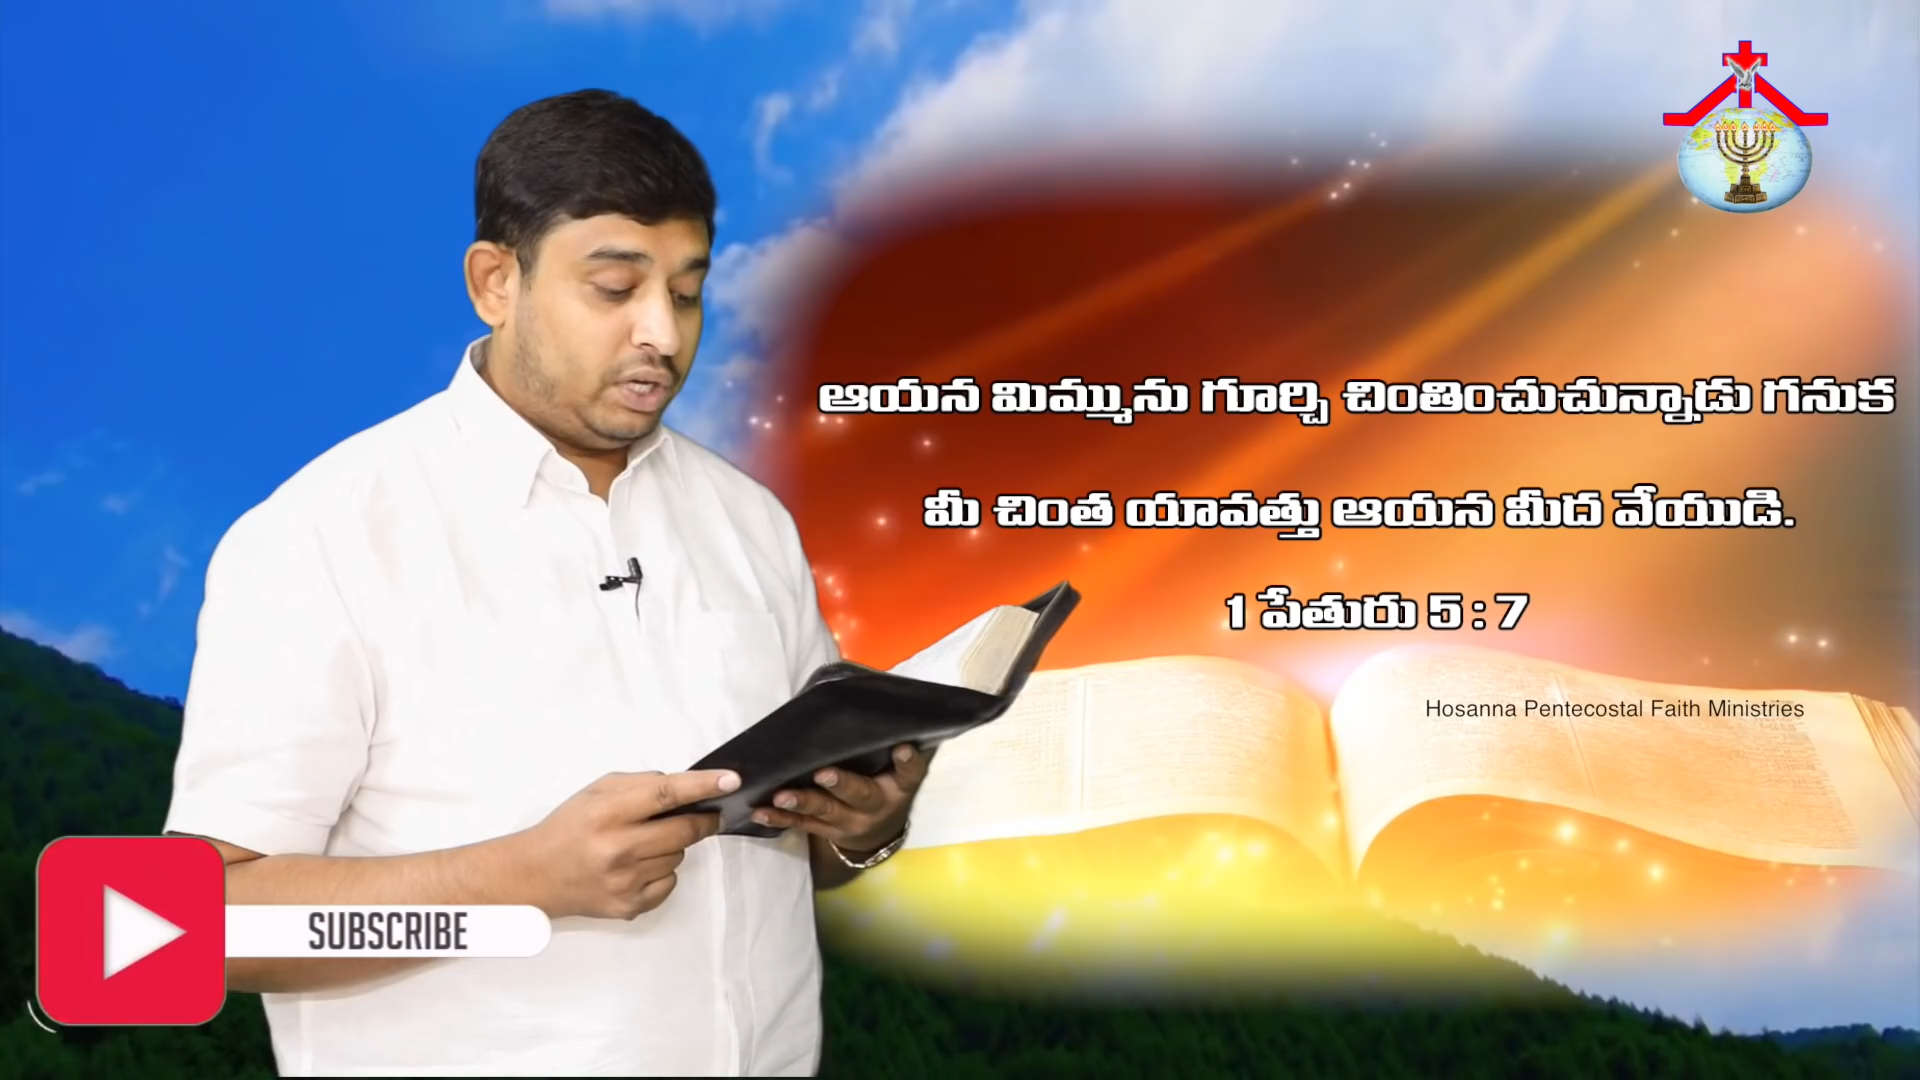 ఆయన మిమ్మును గూర్చి చింతించుచున్నాడు గనుక
మీ చింత యావత్తు ఆయన మీద వేయుడి.
1 పేతురు 5 : 7
Hosanna Pentecostal Faith Ministries
SUBSCRIBE